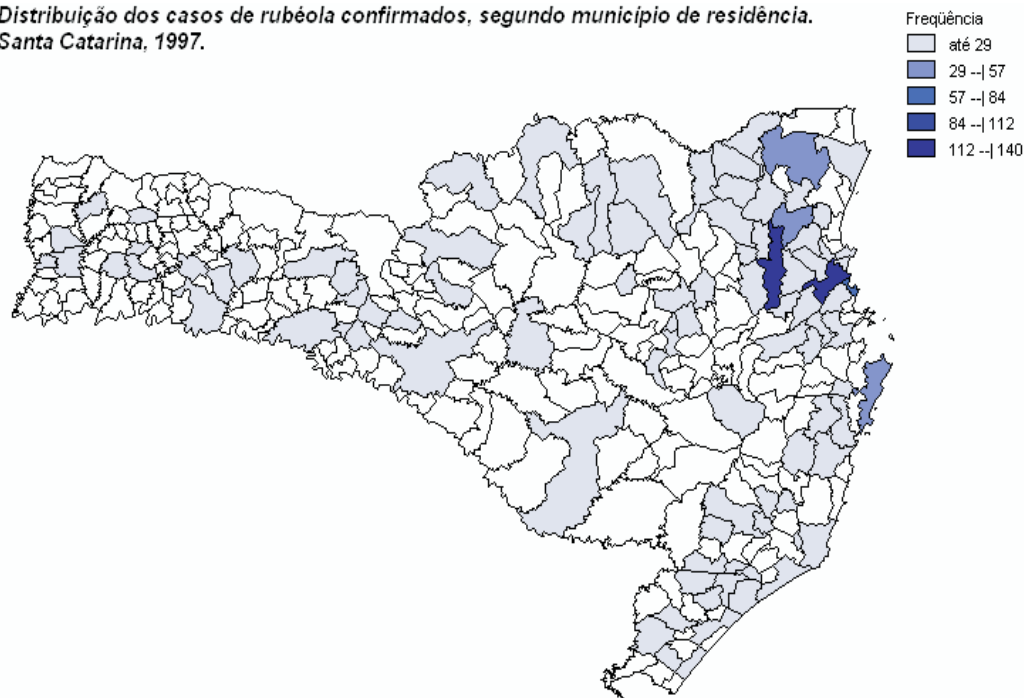 Distribuição dos casos de rubéola confirmados, segundo município de residência.
Santa Catarina, 1997.
Freqüência
até 29
29 --| 57
57 --| 84
84 --| 112
112 --| 140